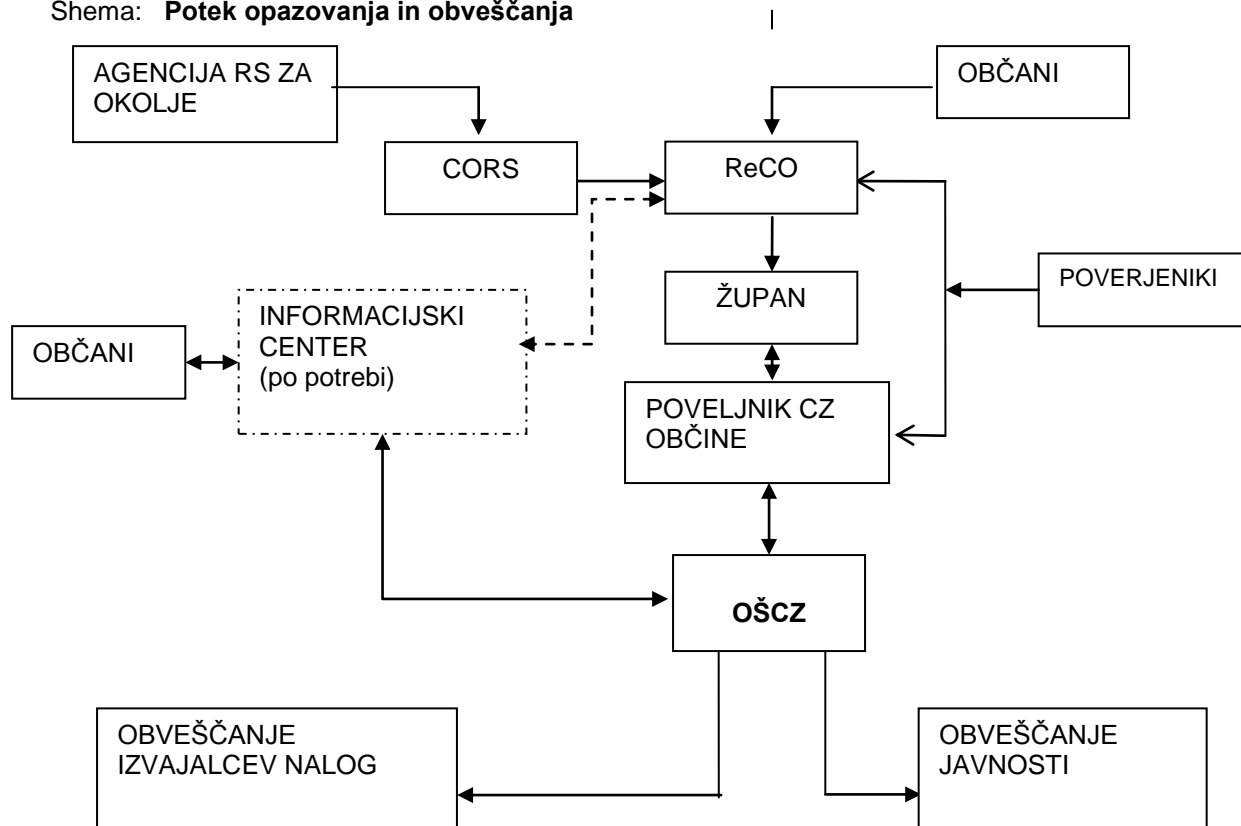 Shema: Potek opazovanja in obveščanja
AGENCIJA RS ZA
OKOLJE
OBČANI
CORS
ReCO
POVERJENIKI
ŽUPAN
INFORMACIJSKI
CENTER
(po potrebi)
OBČANI
POVELJNIK CZ
OBČINE
OŠCZ
OBVEŠČANJE
IZVAJALCEV NALOG
OBVEŠČANJE
JAVNOSTI